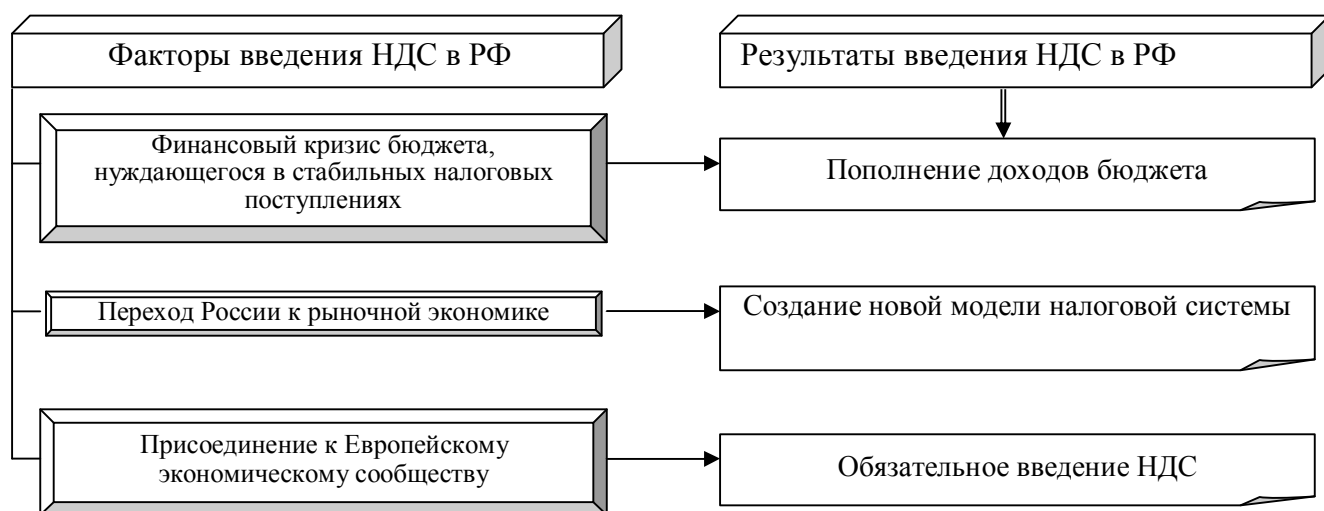 Факторы введения НДС в РФ
Результаты введения НДС в РФ
Финансовый кризис бюджета,
нуждающегося в стабильных налоговых
поступлениях
Пополнение доходов бюджета
Переход России к рыночной экономике
Создание новой модели налоговой системы
Присоединение к Европейскому
экономическому сообществу
Обязательное введение НДС